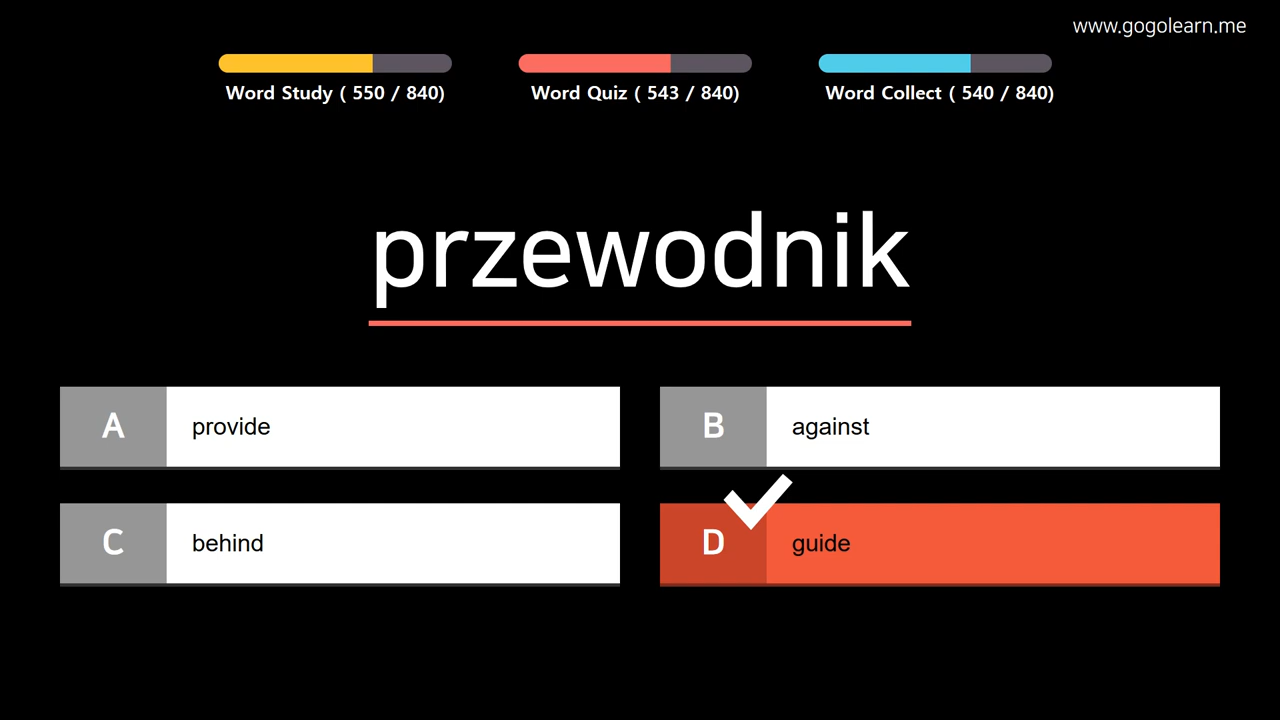 www.gogolearn.me
Word Study ( 550 / 840)
Word Quiz ( 543 / 840)
Word Collect ( 540 / 840)
przewodnik
A provide
B against
C behind
D guide